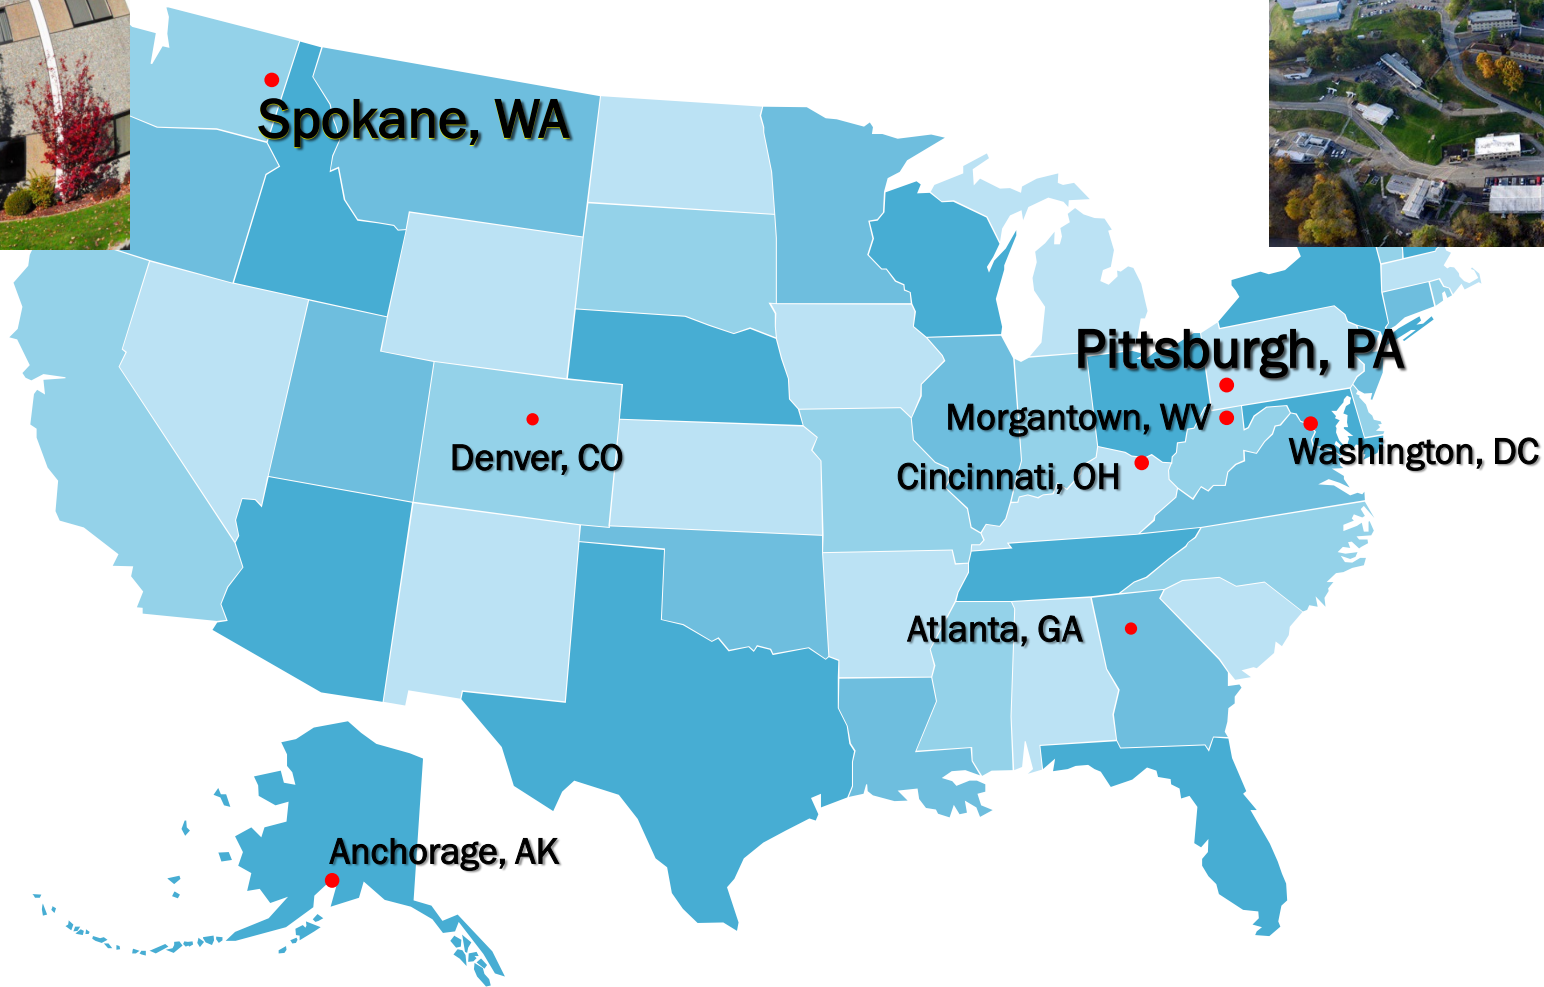 Spokane, WA
Pittsburgh, PA
Morgantown, WV
Washington, DC
Denver, CO
Cincinnati, OH
Atlanta, GA
Anchorage, AK